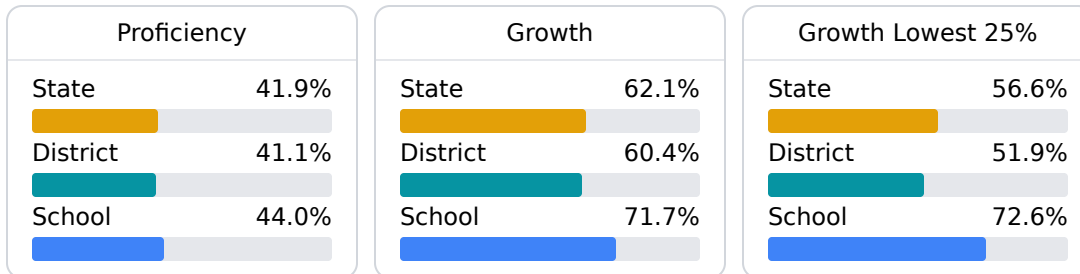 Proficiency
State 41.9%
District 41.1%
School 44.0%
Growth
State 62.1%
District 60.4%
School 71.7%
Growth Lowest 25%
State 56.6%
District 51.9%
School 72.6%